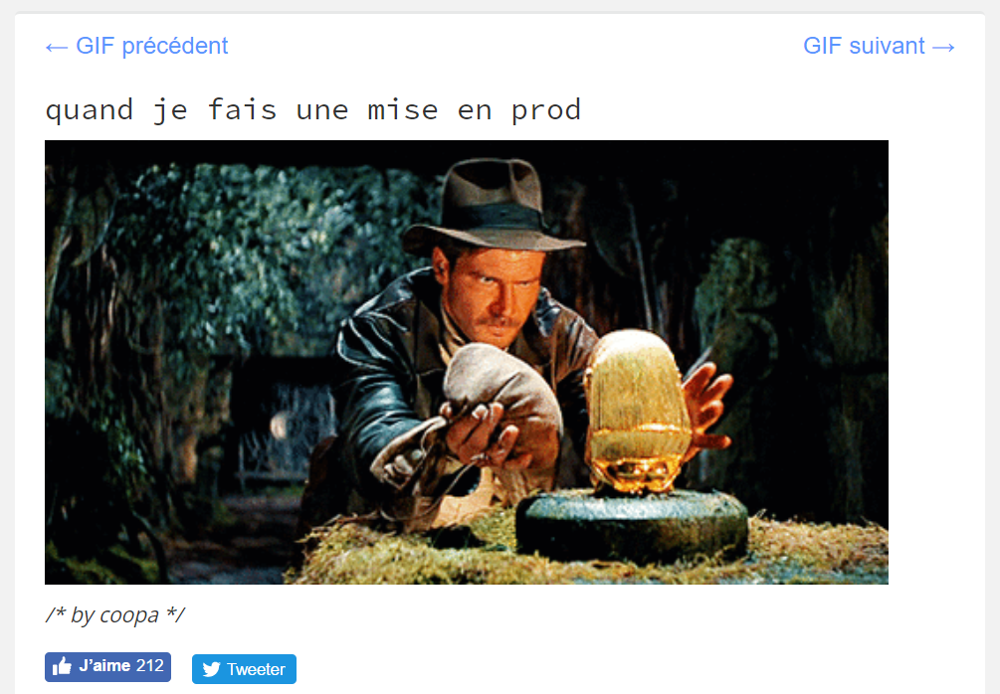 ← GIF précédent
GIF suivant →
quand je fais une mise en prod
/* by coopa */
J’aime 212
Tweeter